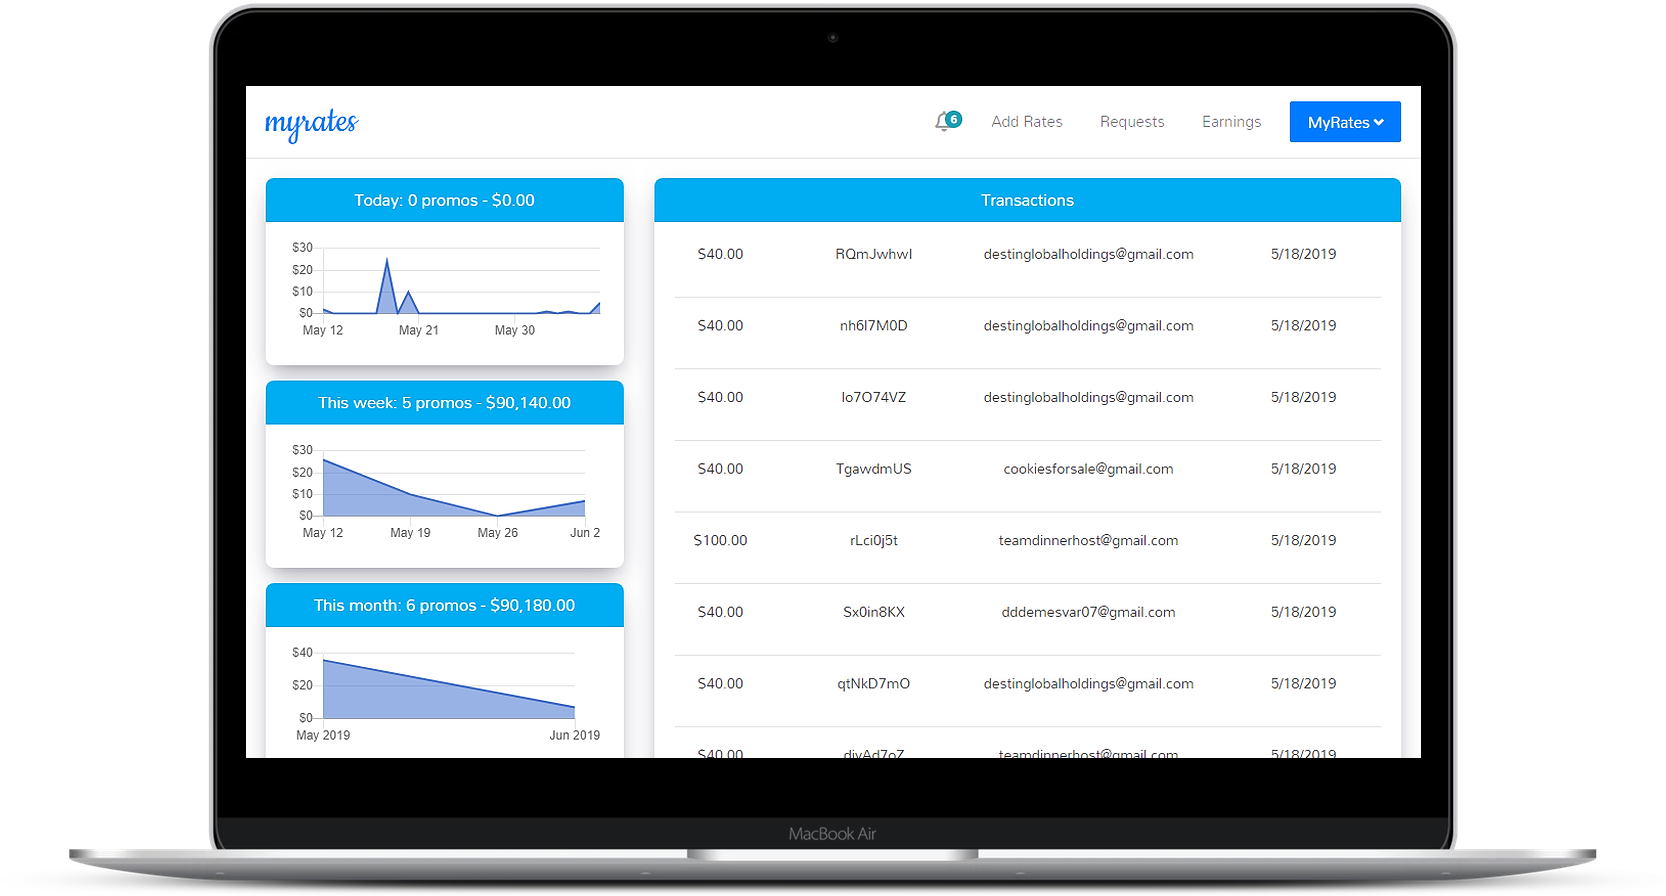 myrates
6
Add Rates
Requests
Earnings
MyRates
Today: 0 promos - $0.00
$30
$20
$10
$0
May 12 May 21 May 30
This week: 5 promos - $90,140.00
$30
$20
$10
$0
May 12 May 19 May 26 Jun 2
This month: 6 promos - $90,180.00
$40
$20
$0
May 2019 Jun 2019
Transactions
$40.00 RQmJwhwI destinglobalholdings@gmail.com 5/18/2019
$40.00 nh6I7M0D destinglobalholdings@gmail.com 5/18/2019
$40.00 Io7O74VZ destinglobalholdings@gmail.com 5/18/2019
$40.00 TgawdmUS cookiesforsale@gmail.com 5/18/2019
$100.00 rLci0j5t teamdinnerhost@gmail.com 5/18/2019
$40.00 Sx0in8KX dddemesvar07@gmail.com 5/18/2019
$40.00 qtNkD7mO destinglobalholdings@gmail.com 5/18/2019
$40.00 teamdinnerhost@gmail.com 5/18/2019
MacBook Air